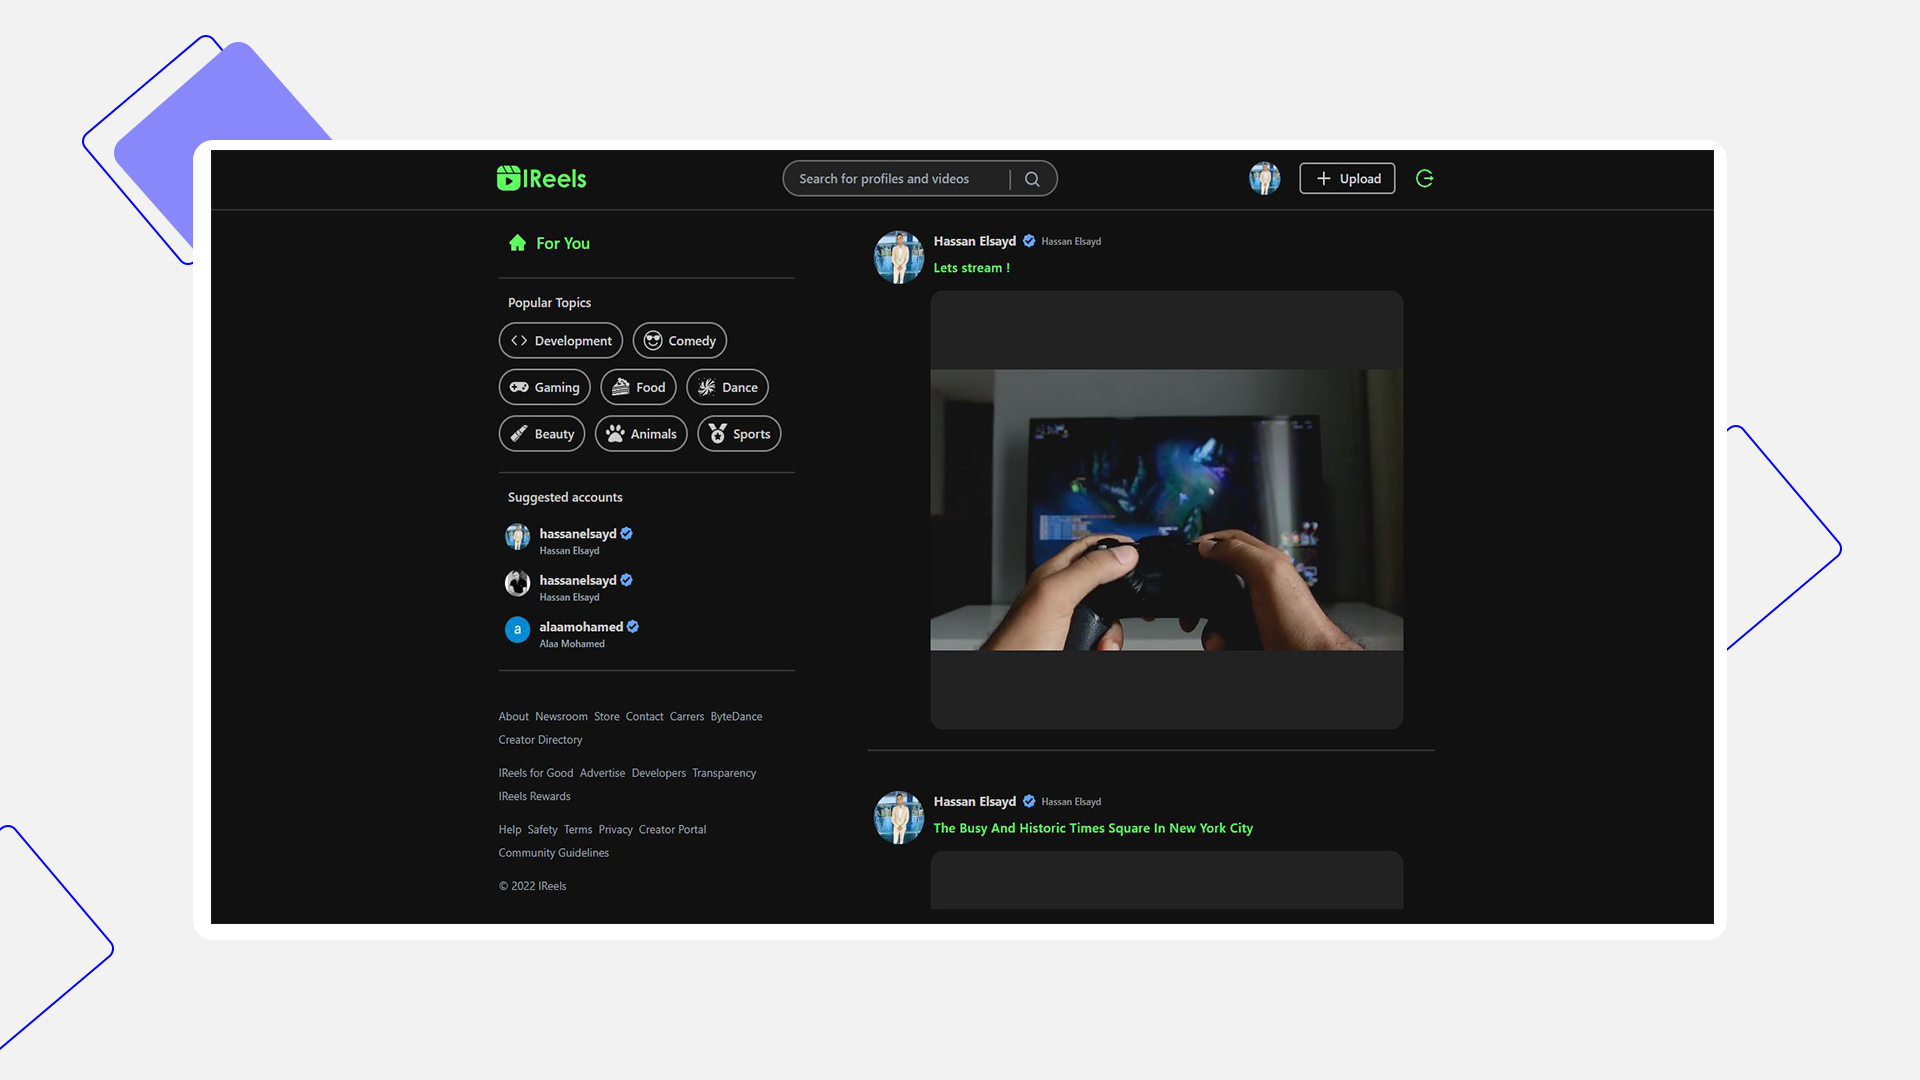 IReels
Search for profiles and videos
Upload
For You
Popular Topics
Development Comedy
Gaming Food Dance
Beauty Animals Sports
Suggested accounts
hassanelsayd
Hassan Elsayd
hassanelsayd
Hassan Elsayd
a
alaamohamed
Alaa Mohamed
About Newsroom Store Contact Carrers ByteDance
Creator Directory
IReels for Good Advertise Developers Transparency
IReels Rewards
Help Safety Terms Privacy Creator Portal
Community Guidelines
© 2022 IReels
Hassan Elsayd Hassan Elsayd
Lets stream !
Hassan Elsayd Hassan Elsayd
The Busy And Historic Times Square In New York City